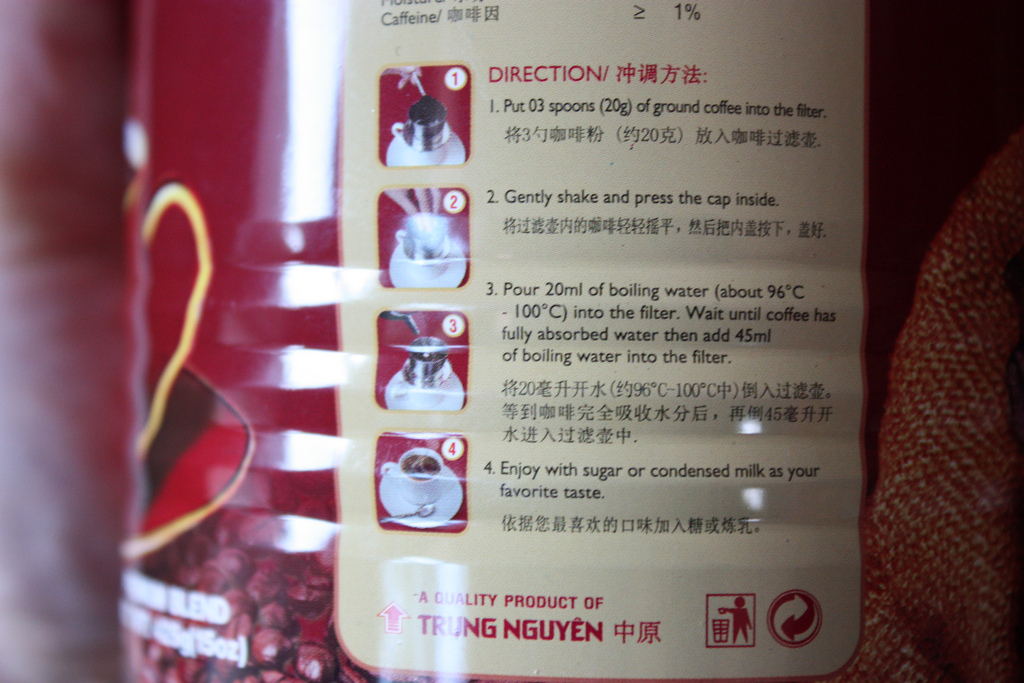 Caffeine/ 咖啡因 ≥ 1%
DIRECTION/ 冲调方法:
1
1. Put 03 spoons (20g) of ground coffee into the filter.
将3勺咖啡粉（约20克）放入咖啡过滤壶.
2
2. Gently shake and press the cap inside.
将过滤壶内的咖啡轻轻摇平，然后把内盖按下，盖好.
3
3. Pour 20ml of boiling water (about 96°C
- 100°C) into the filter. Wait until coffee has
fully absorbed water then add 45ml
of boiling water into the filter.
将20毫升开水(约96°C-100°C中)倒入过滤壶。
等到咖啡完全吸收水分后，再倒45毫升开
水进入过滤壶中.
4
4. Enjoy with sugar or condensed milk as your
favorite taste.
依据您最喜欢的口味加入糖或炼乳。
A QUALITY PRODUCT OF
TRUNG NGUYÊN 中原
BLEND
(15oz)